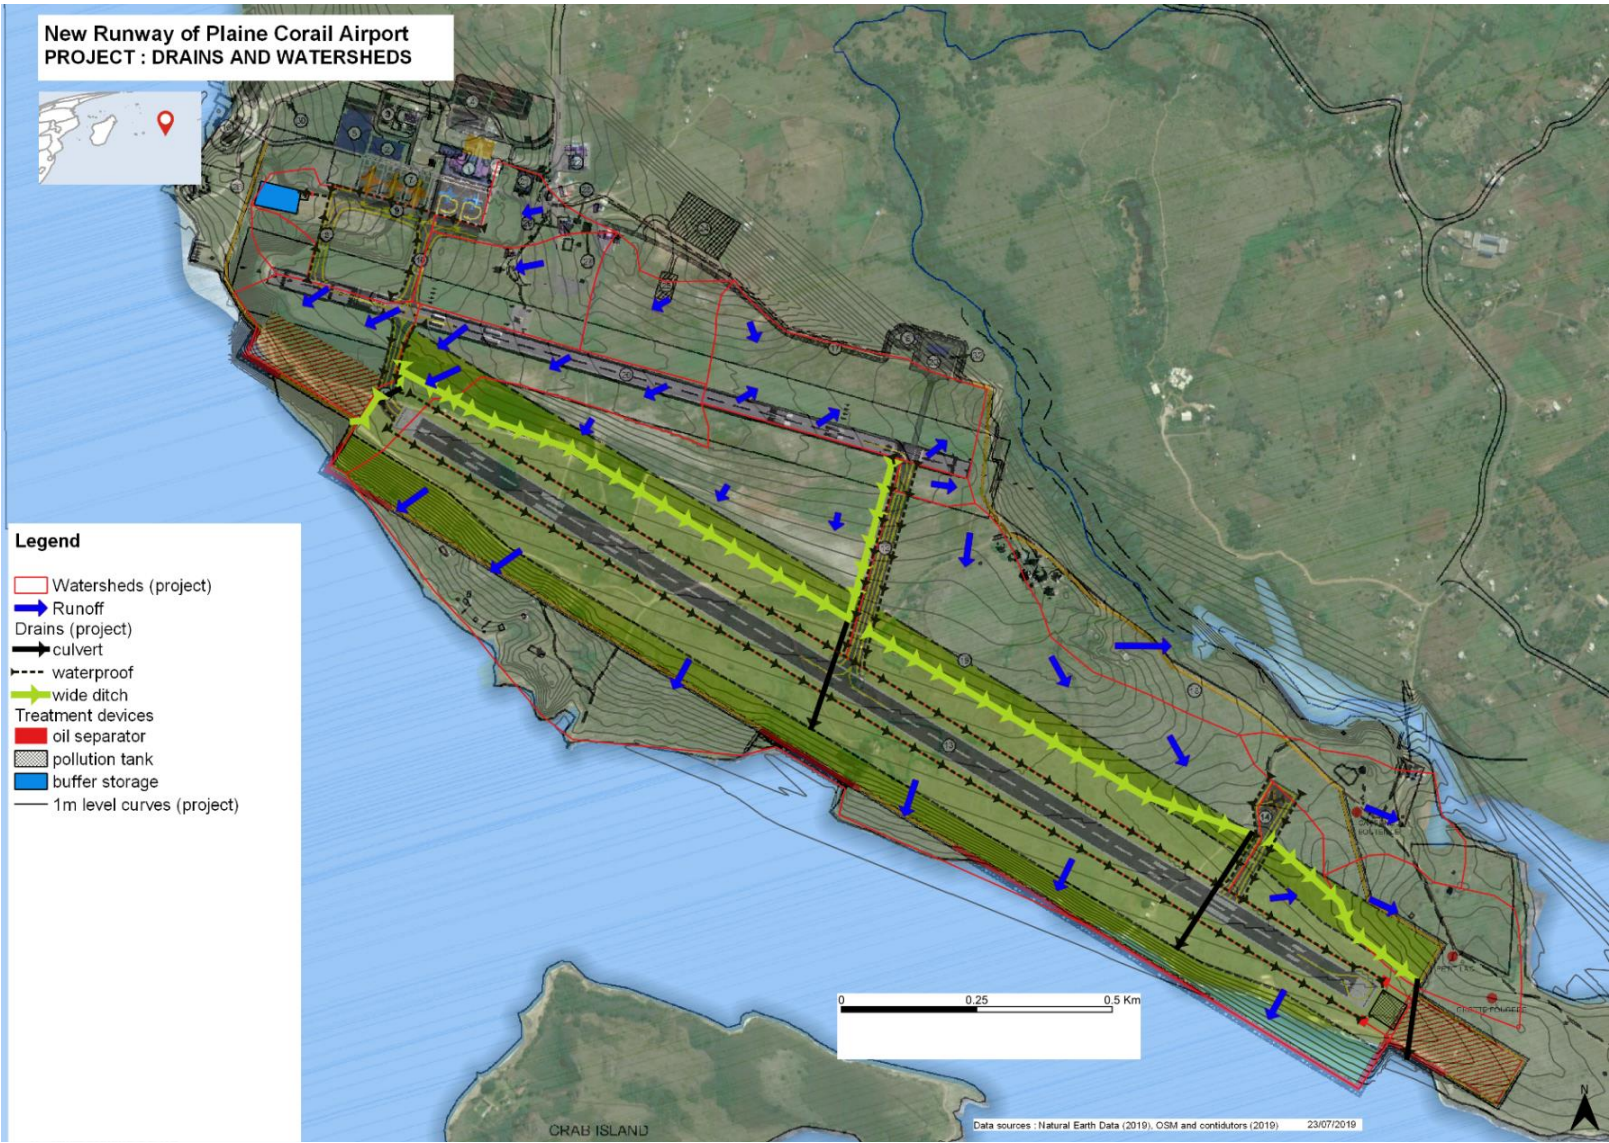 New Runway of Plaine Corail Airport
PROJECT : DRAINS AND WATERSHEDS
Legend
Watersheds (project)
Runoff
Drains (project)
culvert
waterproof
wide ditch
Treatment devices
oil separator
pollution tank
buffer storage
1m level curves (project)
14
0 0.25 0.5 Km
N
CRAB ISLAND
Data sources : Natural Earth Data (2019), OSM and contidutors (2019) 23/07/2019